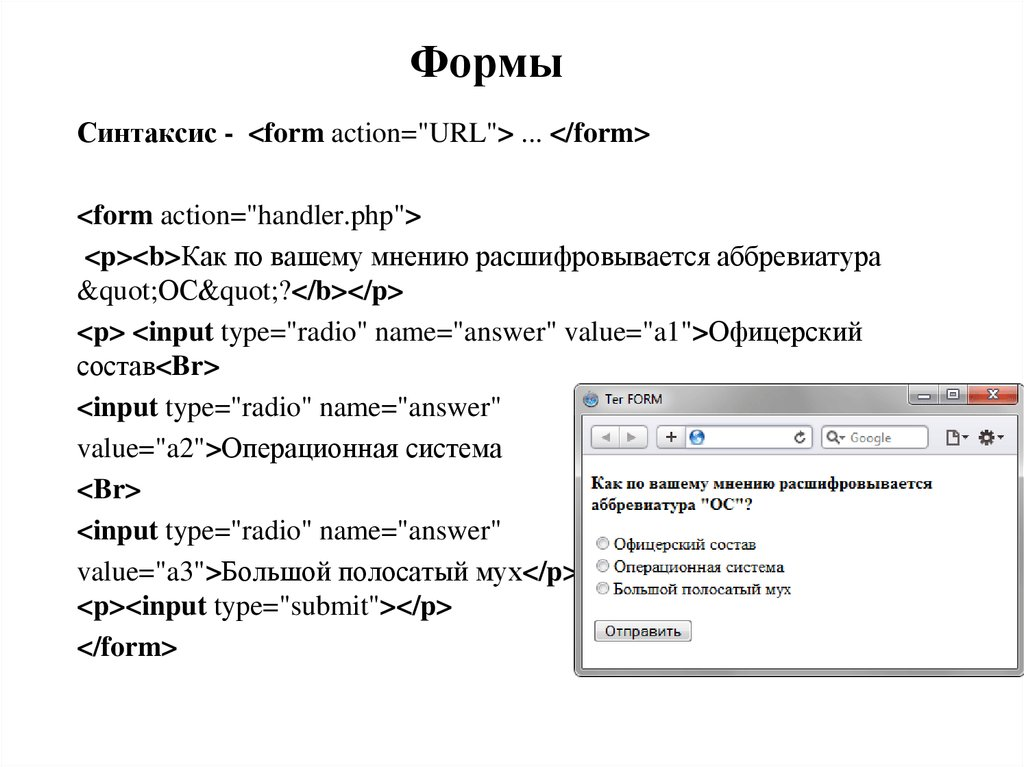 Формы
Синтаксис - <form action="URL"> ... </form>
<form action="handler.php">
<p><b>Как по вашему мнению расшифровывается аббревиатура
&quot;ОС&quot;?</b></p>
<p> <input type="radio" name="answer" value="a1">Офицерский
состав<Br>
<input type="radio" name="answer"
value="a2">Операционная система
<Br>
<input type="radio" name="answer"
value="a3">Большой полосатый мух</p>
<p><input type="submit"></p>
</form>
Тег FORM
Google
Как по вашему мнению расшифровывается
аббревиатура "ОС"?
Офицерский состав
Операционная система
Большой полосатый мух
Отправить